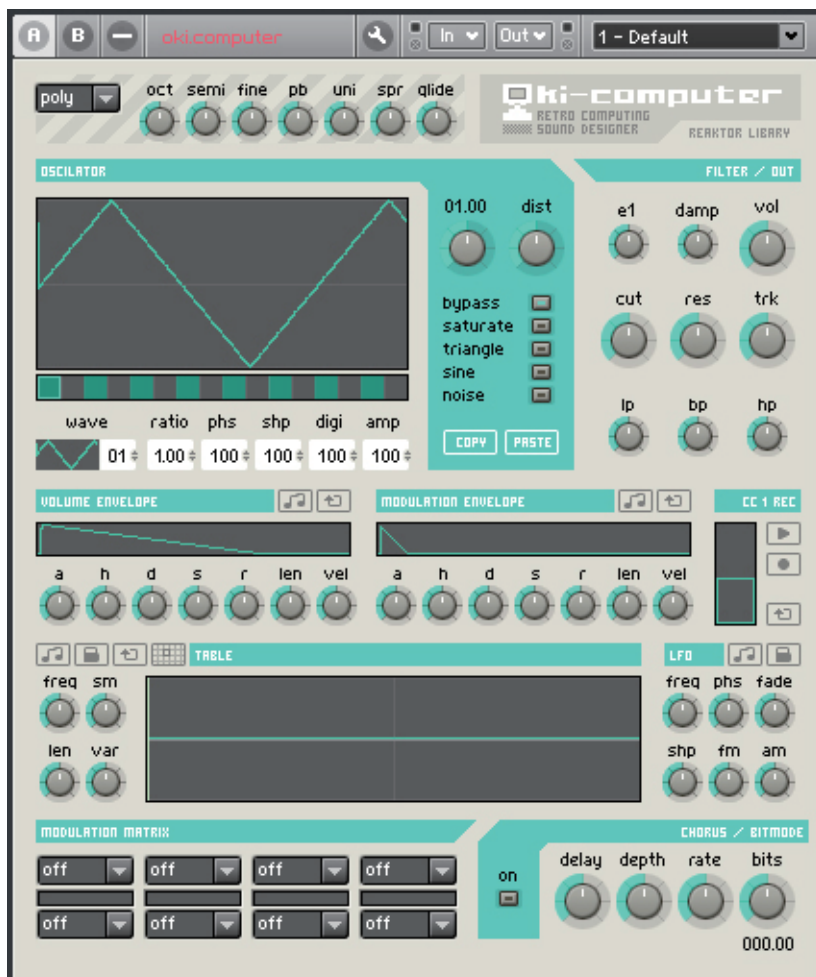 A B oki.computer In Out 1 - Default
poly oct semi fine pb uni spr glide
oki-computer
RETRO COMPUTING
SOUND DESIGNER REAKTOR LIBRARY
OSCILATOR FILTER / OUT
01.00 dist e1 damp vol
bypass cut res trk
saturate
triangle
sine
noise
lp bp hp
wave ratio phs shp digi amp
COPY PASTE
01 1.00 100 100 100 100
VOLUME ENVELOPE MODULATION ENVELOPE CC 1 REC
a h d s r len vel a h d s r len vel
TABLE LFO
freq sm freq phs fade
len var shp fm am
MODULATION MATRIX CHORUS / BITMODE
off off off off on delay depth rate bits
off off off off
000.00